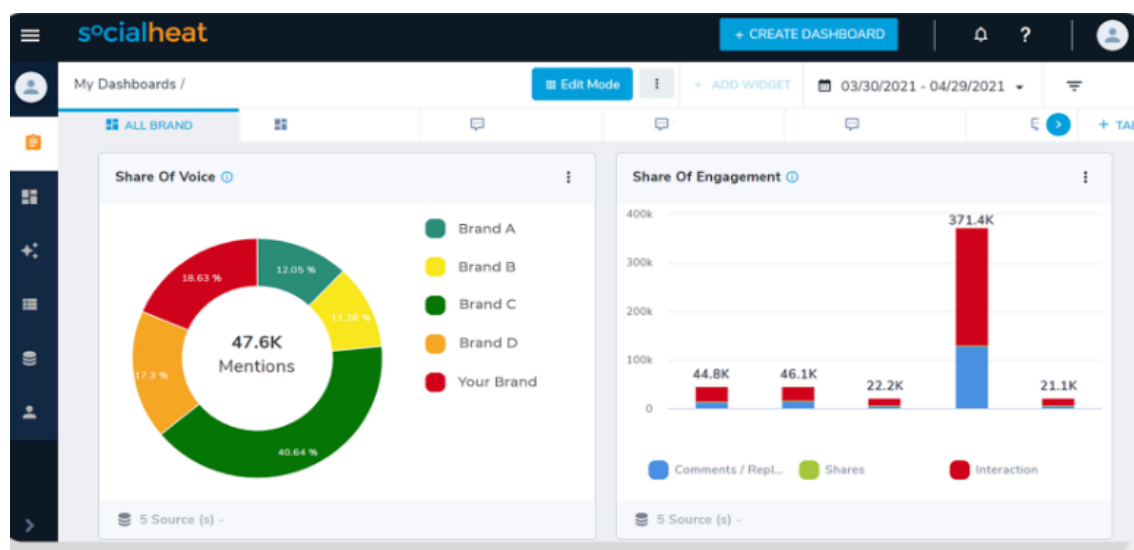 socialheat
+ CREATE DASHBOARD
?
My Dashboards /
Edit Mode
+ ADD WIDGET
03/30/2021 - 04/29/2021
ALL BRAND
+ TAI
Share Of Voice
12.05 %
11.38 %
40.64 %
17.3 %
18.63 %
47.6K
Mentions
Brand A
Brand B
Brand C
Brand D
Your Brand
5 Source (s) -
Share Of Engagement
400k
300k
200k
100k
0
44.8K
46.1K
22.2K
371.4K
21.1K
Comments / Repl...
Shares
Interaction
5 Source (s) -